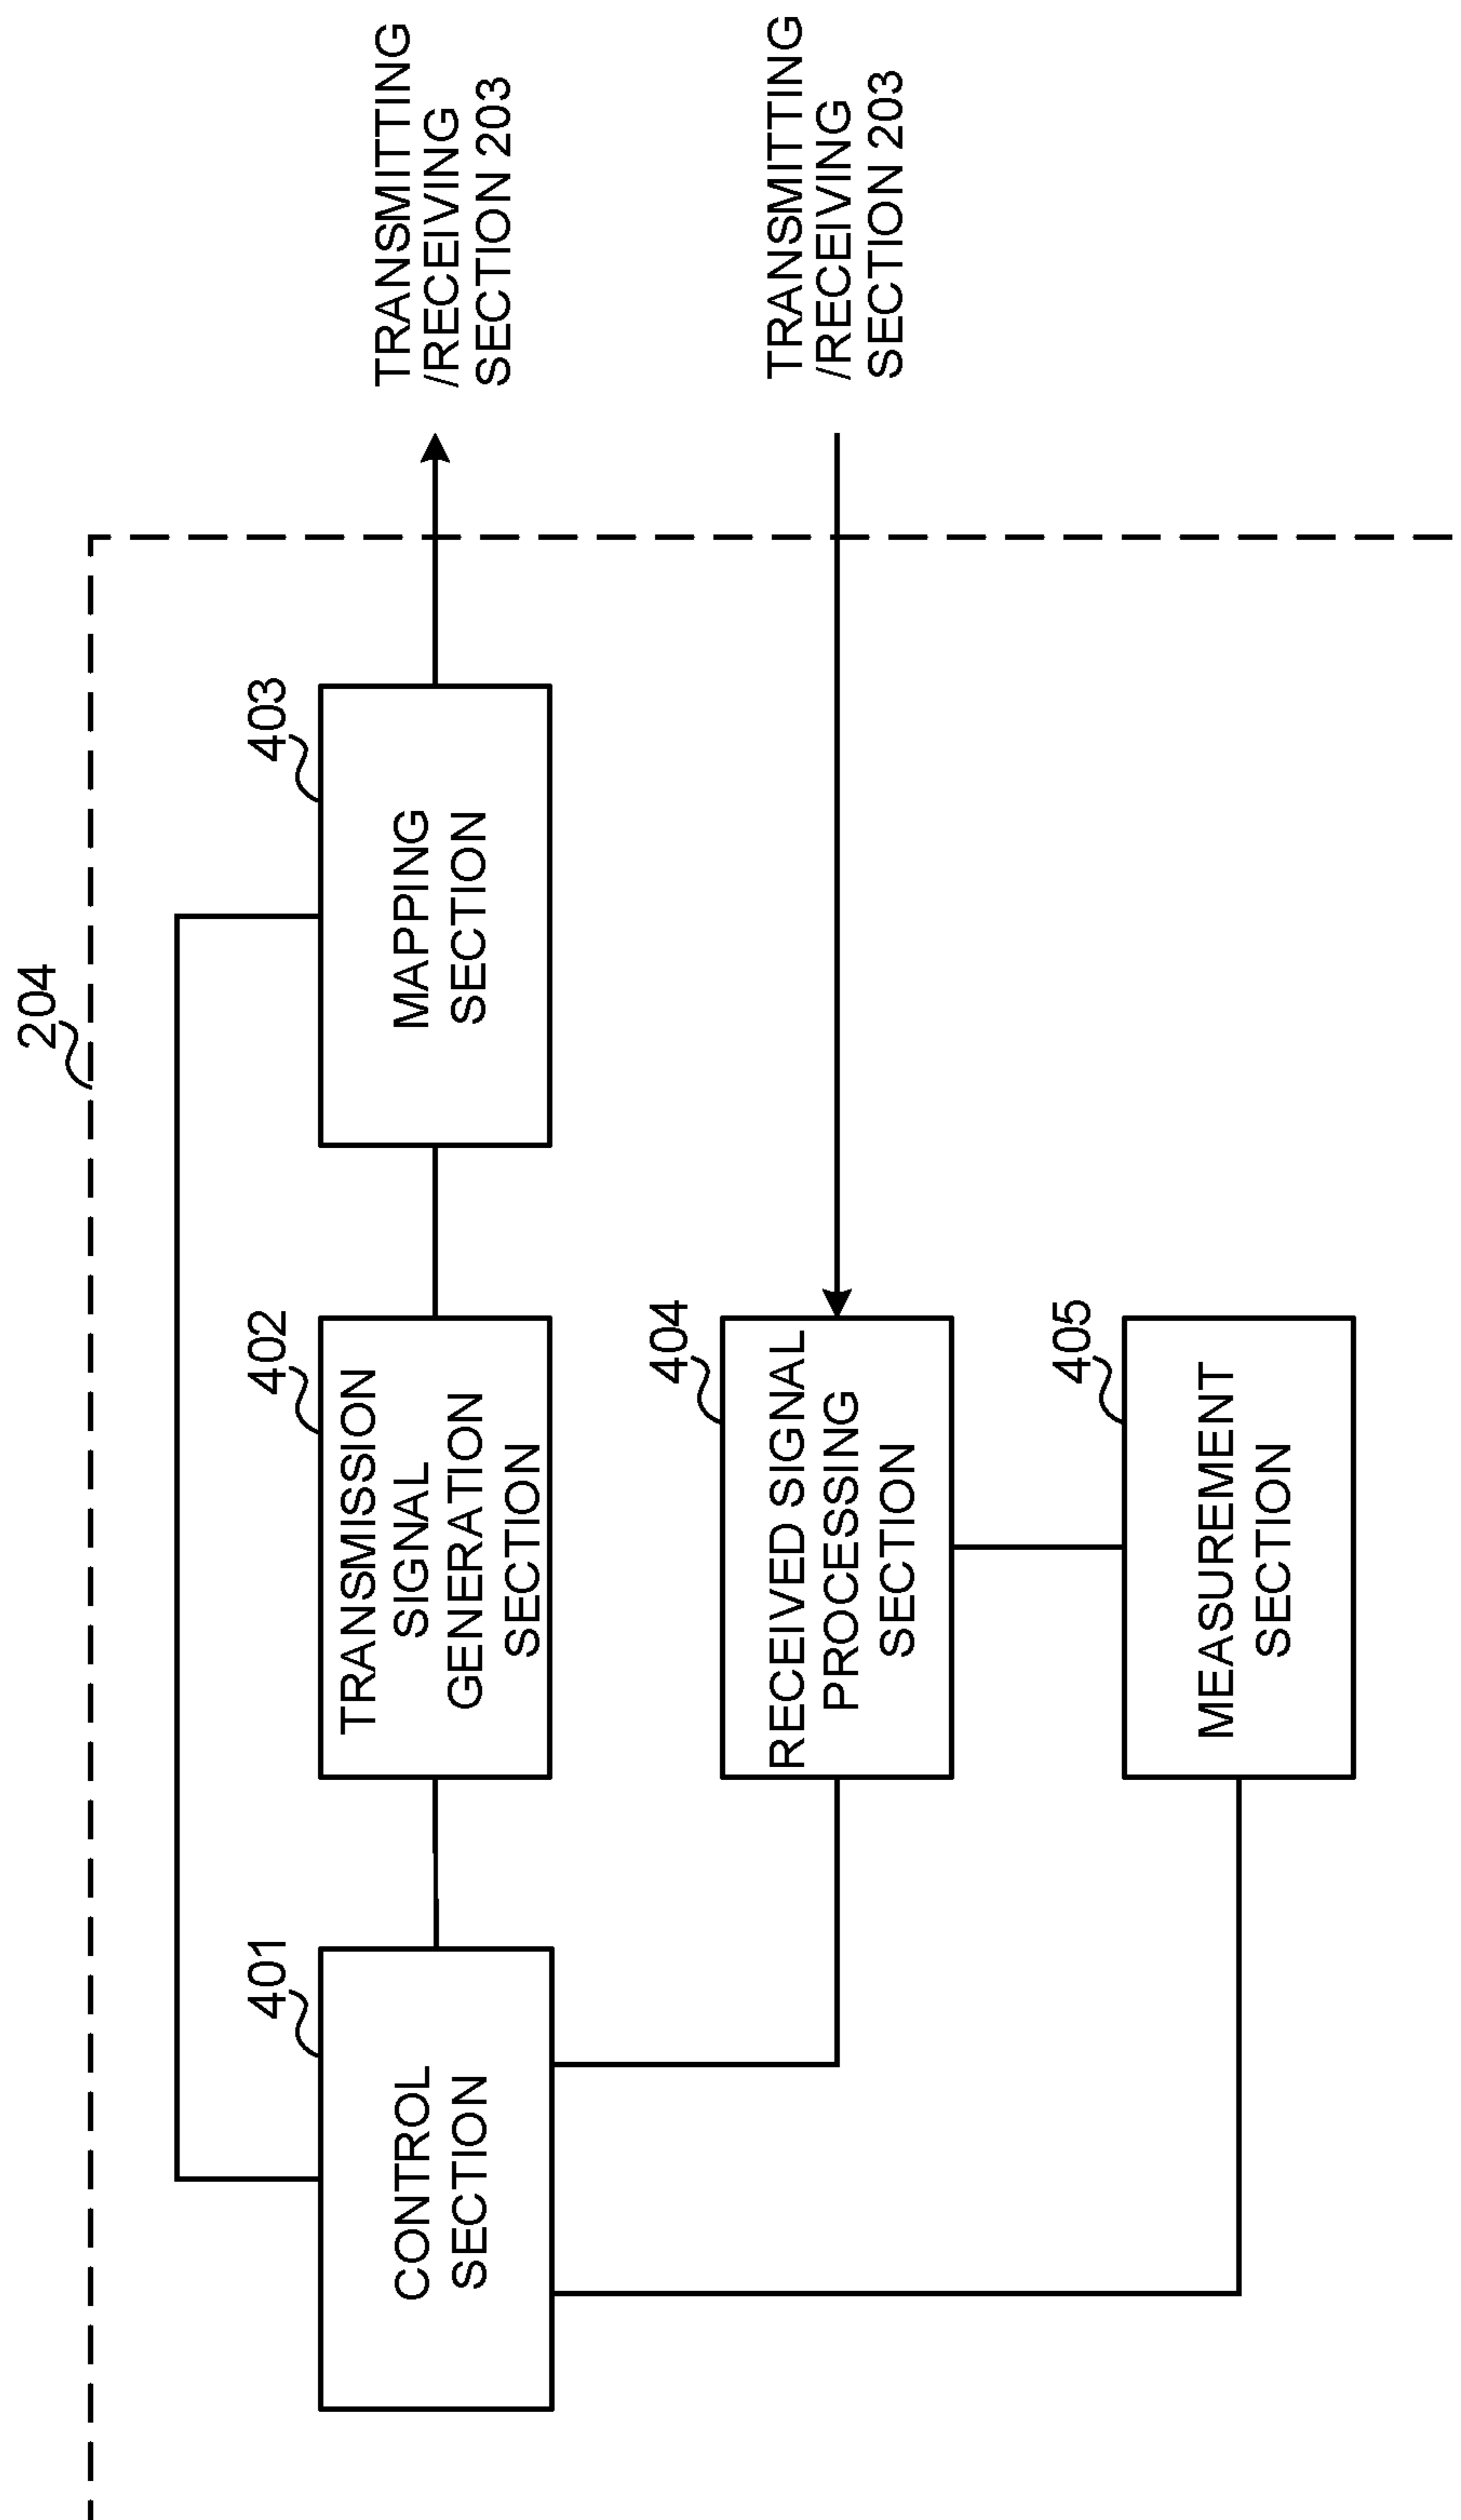 204
401
CONTROL
SECTION
402
TRANSMISSION
SIGNAL
GENERATION
SECTION
403
MAPPING
SECTION
TRANSMITTING
/RECEIVING
SECTION 203
404
RECEIVED SIGNAL
PROCESSING
SECTION
TRANSMITTING
/RECEIVING
SECTION 203
405
MEASUREMENT
SECTION